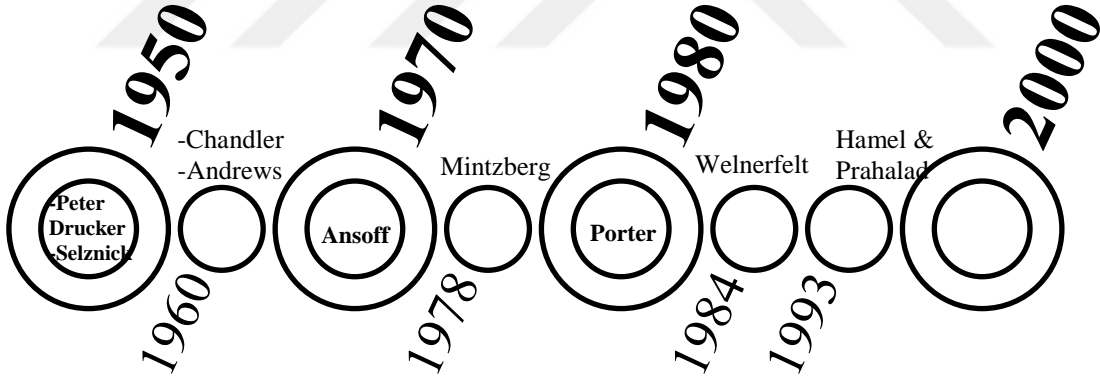 1950
-Peter
Drucker
-Selznick
-Chandler
-Andrews
1960
1970
Ansoff
Mintzberg
1978
1980
Porter
Welnerfelt
1984
Hamel &
Prahalad
1993
2000